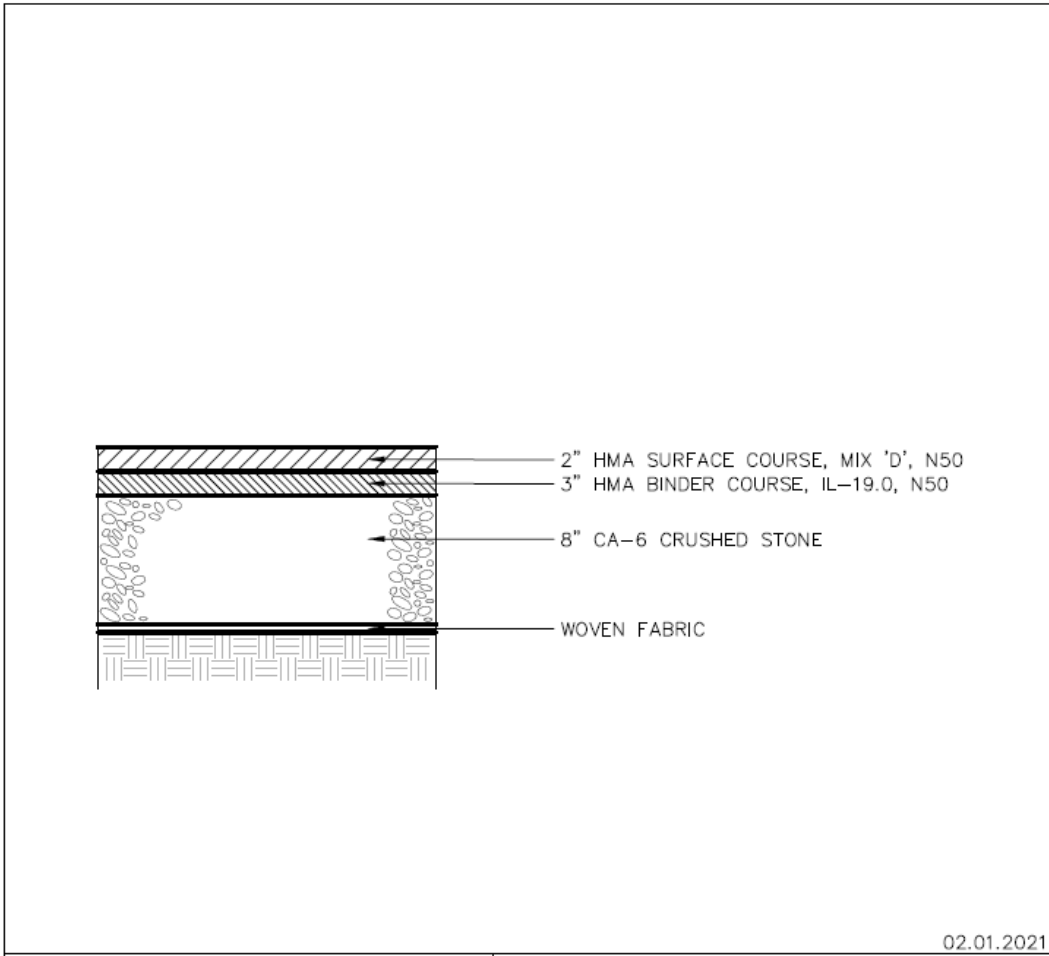 2" HMA SURFACE COURSE, MIX 'D', N50
3" HMA BINDER COURSE, IL-19.0, N50
8" CA-6 CRUSHED STONE
WOVEN FABRIC
02.01.2021